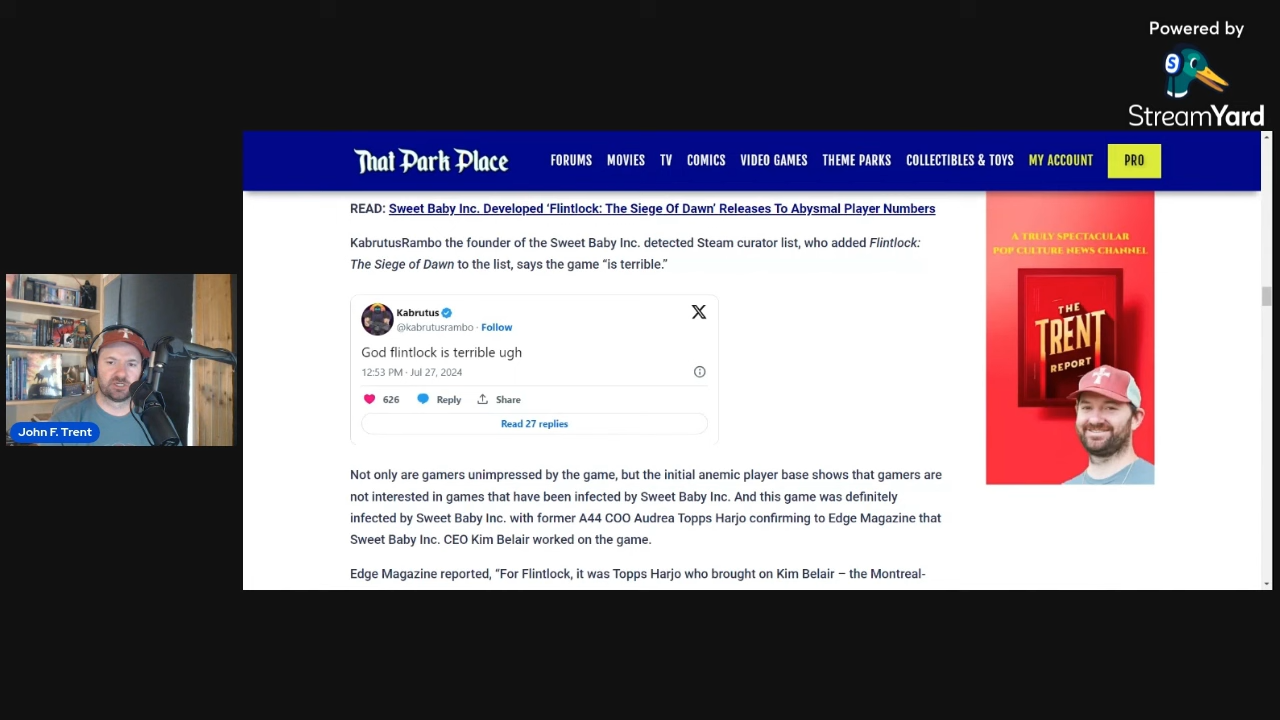 Powered by
S
StreamYard
That Park Place
FORUMS MOVIES TV COMICS VIDEO GAMES THEME PARKS COLLECTIBLES & TOYS MY ACCOUNT PRO
READ: Sweet Baby Inc. Developed ‘Flintlock: The Siege Of Dawn’ Releases To Abysmal Player Numbers
KabrutusRambo the founder of the Sweet Baby Inc. detected Steam curator list, who added Flintlock:
The Siege of Dawn to the list, says the game “is terrible.”
Kabrutus
@kabrutusrambo · Follow
X
God flintlock is terrible ugh
12:53 PM · Jul 27, 2024
626 Reply Share
Read 27 replies
Not only are gamers unimpressed by the game, but the initial anemic player base shows that gamers are
not interested in games that have been infected by Sweet Baby Inc. And this game was definitely
infected by Sweet Baby Inc. with former A44 COO Audrea Topps Harjo confirming to Edge Magazine that
Sweet Baby Inc. CEO Kim Belair worked on the game.
Edge Magazine reported, “For Flintlock, it was Topps Harjo who brought on Kim Belair – the Montreal-
A TRULY SPECTACULAR
POP CULTURE NEWS CHANNEL
THE
TRENT
REPORT
John F. Trent